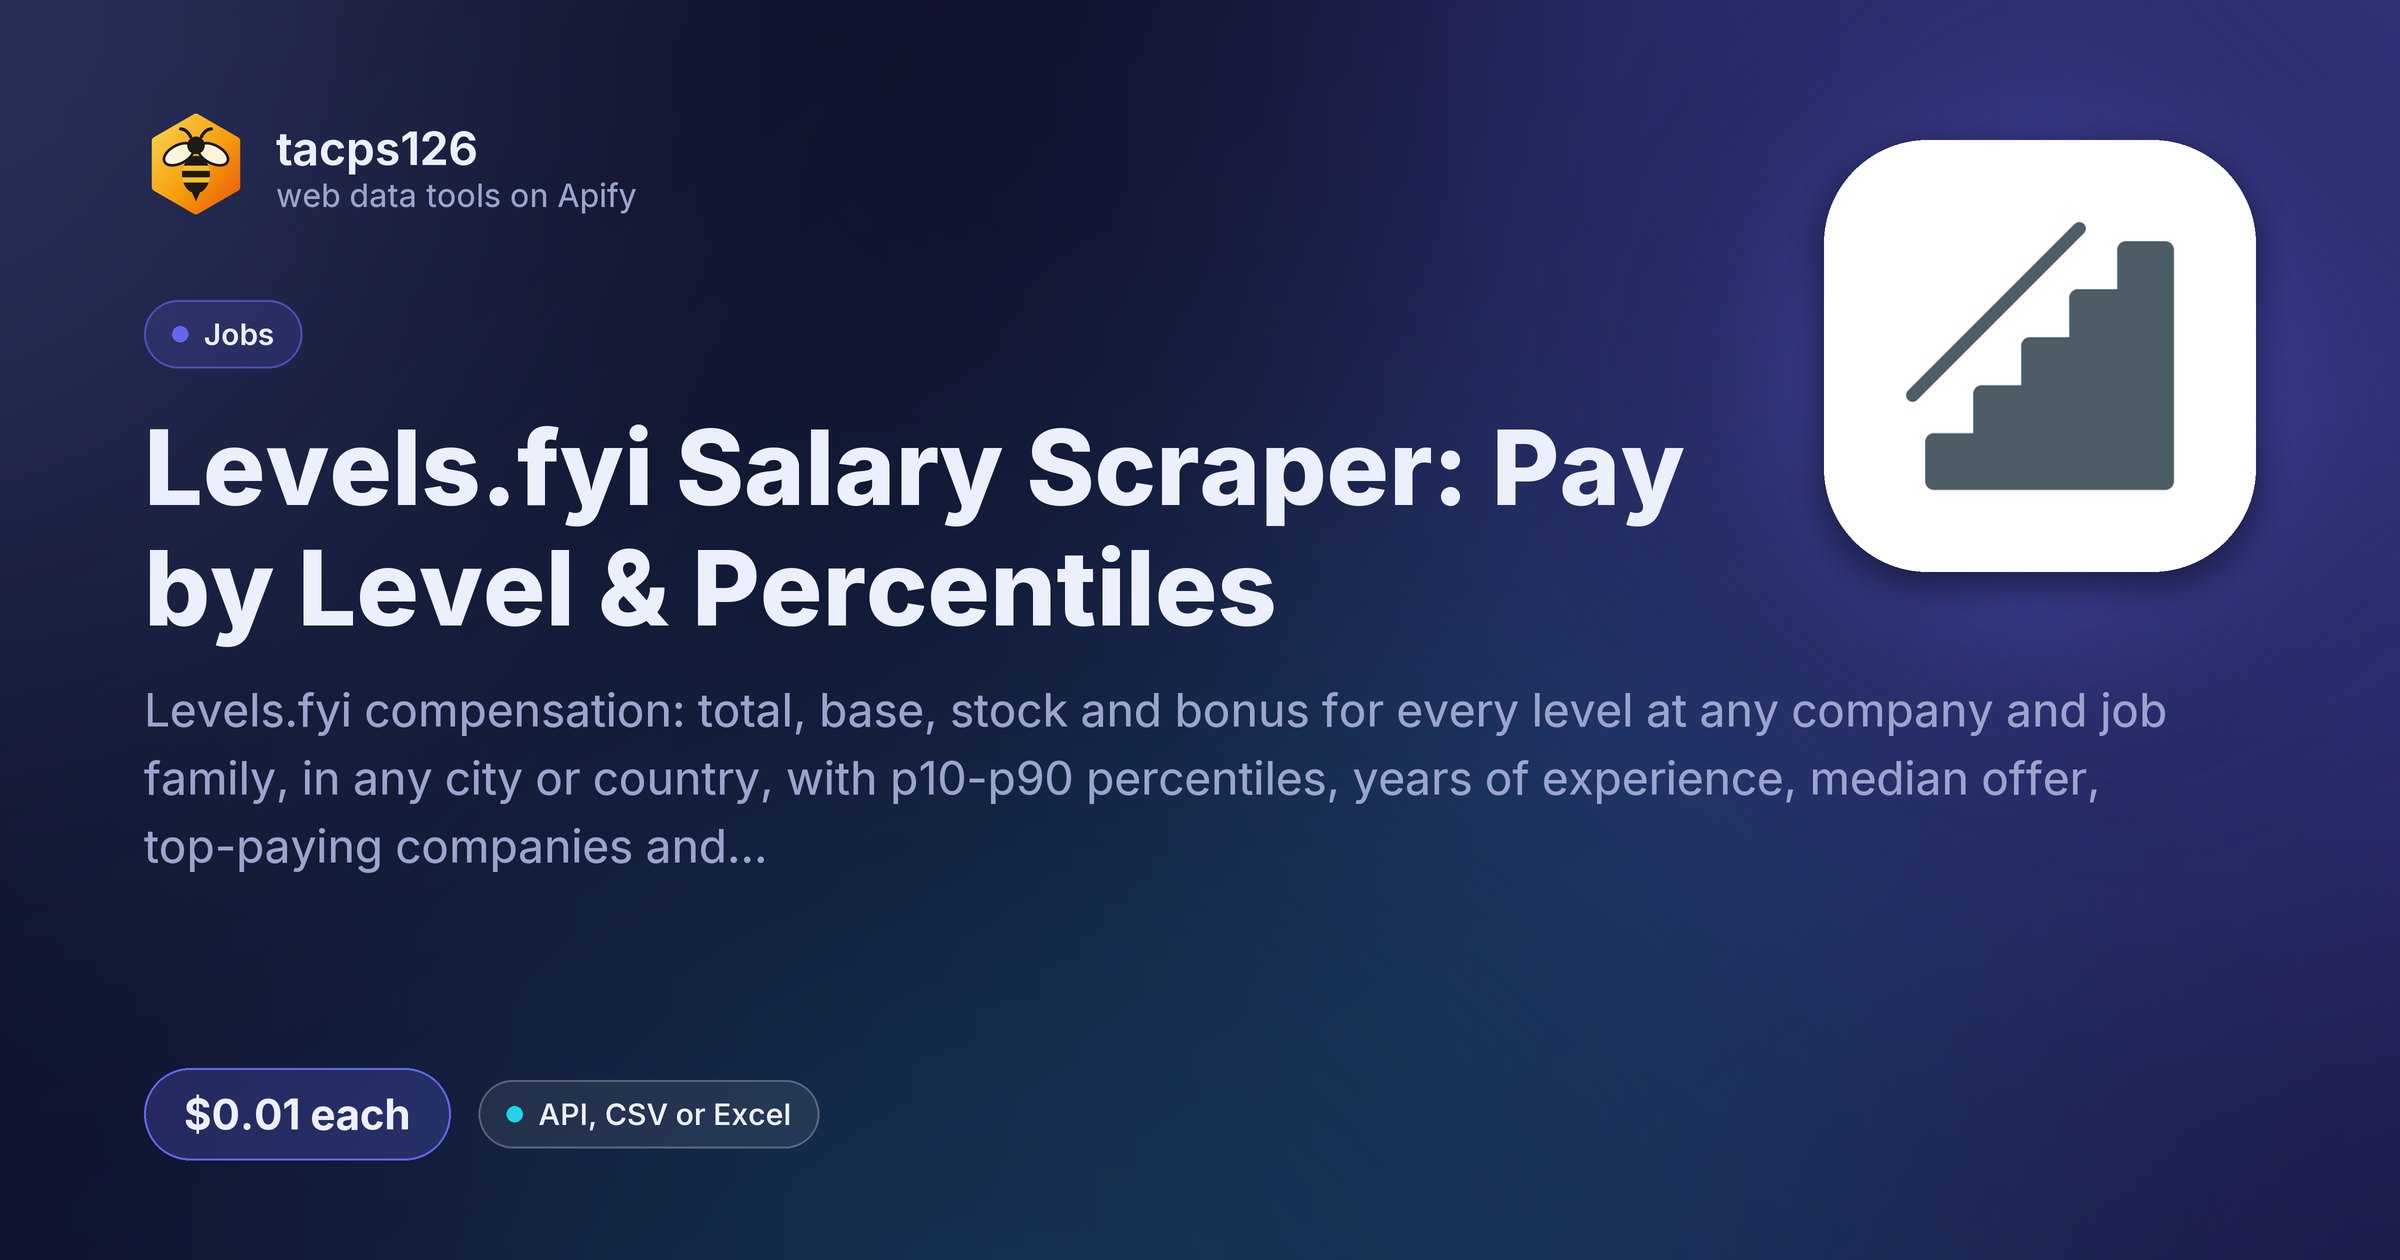 tacps126
web data tools on Apify
Jobs
Levels.fyi Salary Scraper: Pay
by Level & Percentiles
Levels.fyi compensation: total, base, stock and bonus for every level at any company and job
family, in any city or country, with p10-p90 percentiles, years of experience, median offer,
top-paying companies and...
$0.01 each
API, CSV or Excel